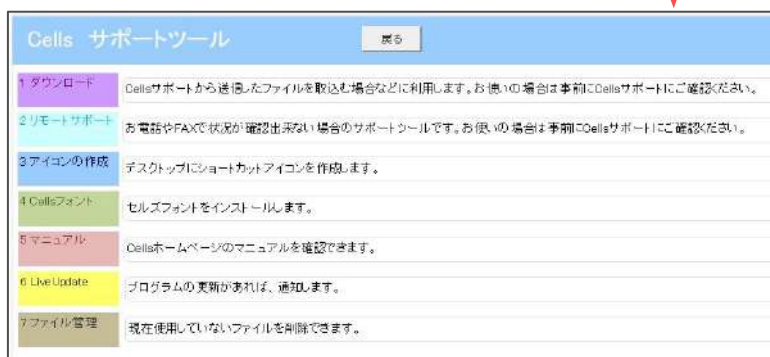 Cells サポートツール 戻る
1 ダウンロード Cellsサポートから送信したファイルを取込む場合などに利用します。お使いの場合は事前にCellsサポートにご確認ください。
2 リモートサポート お電話やFAXで状況が確認出来ない場合のサポートツールです。お使いの場合は事前にCellsサポートにご確認ください。
3 アイコンの作成 デスクトップにショートカットアイコンを作成します。
4 Cellsフォント セルズフォントをインストールします。
5 マニュアル Cellsホームページのマニュアルを確認できます。
6 Live Update プログラムの更新があれば、通知します。
7 ファイル管理 現在使用していないファイルを削除できます。